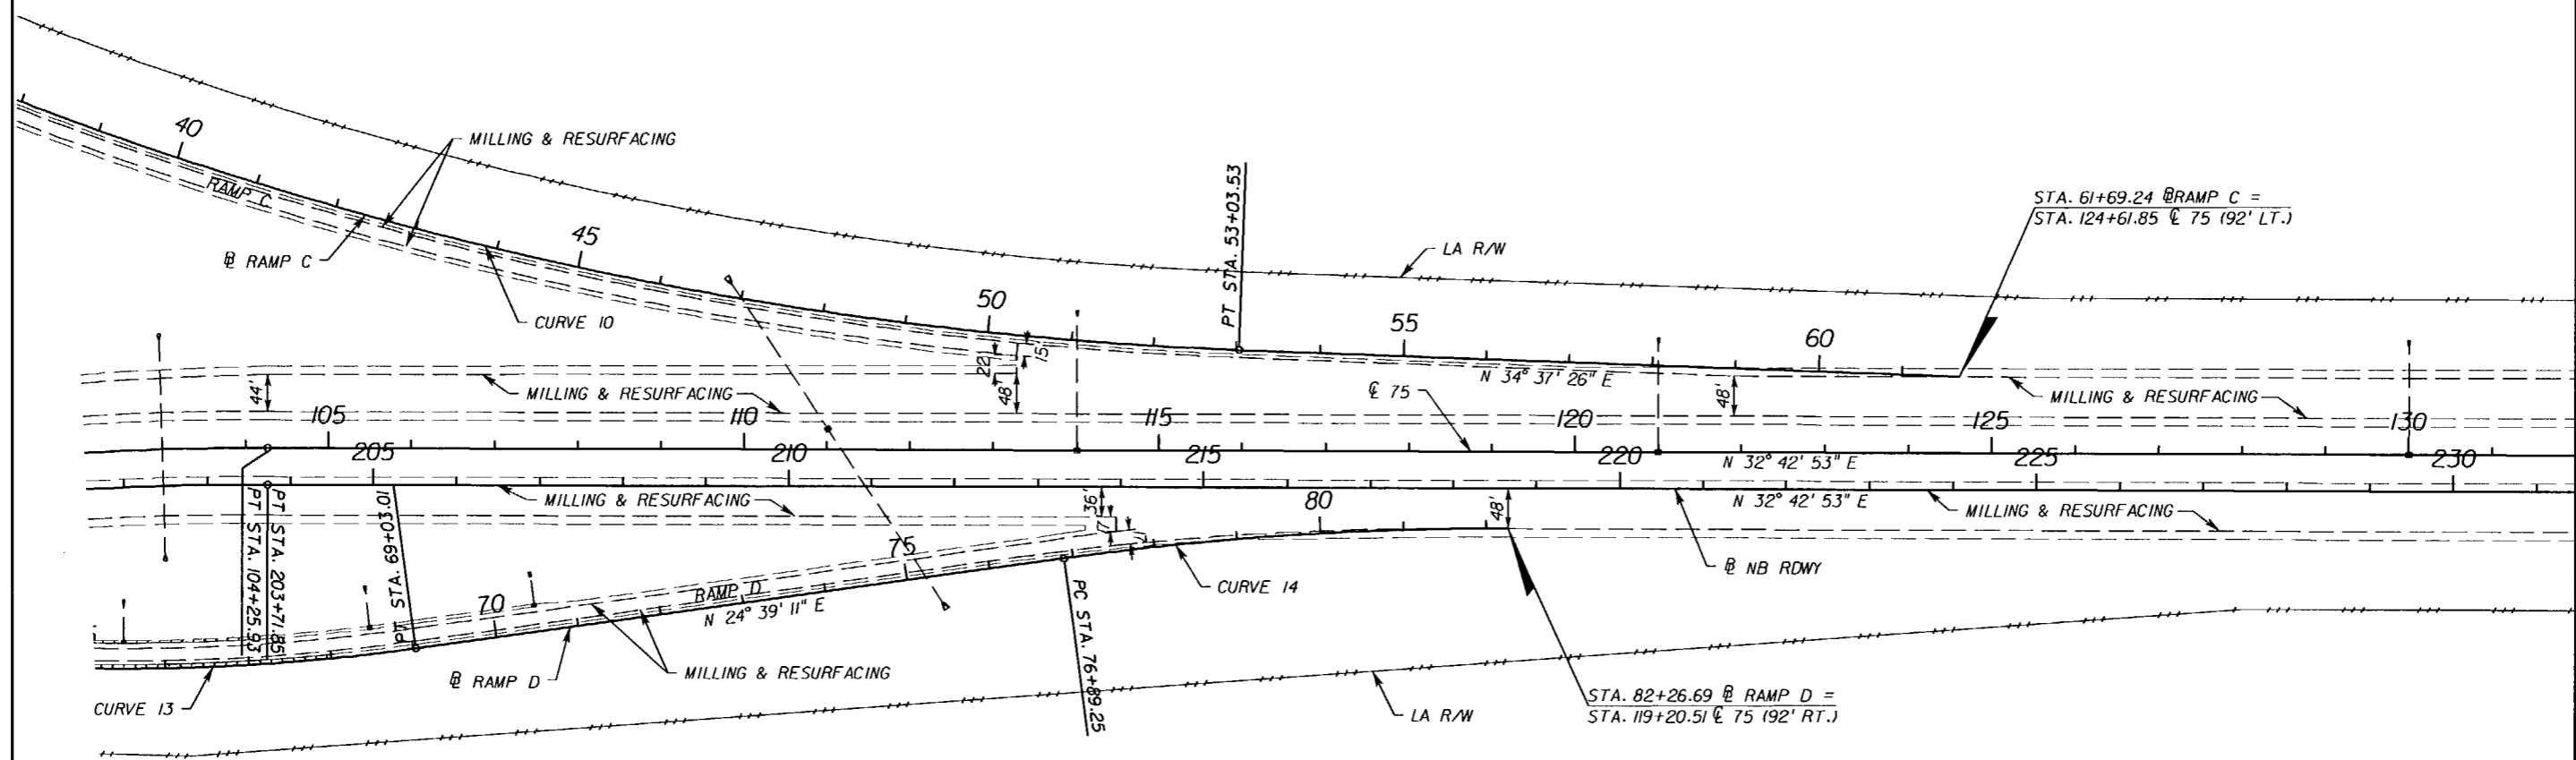 40
MILLING & RESURFACING
RAMP C
45
℄ RAMP C
CURVE 10
50
PT STA. 53+03.53
LA R/W
STA. 61+69.24 ⅊ RAMP C =
STA. 124+61.85 ℄ 75 (92' LT.)
55
60
22'
15'
N 34° 37' 26" E
44'
MILLING & RESURFACING
48'
℄ 75
48'
MILLING & RESURFACING
105
110
115
120
125
130
205
210
215
220
N 32° 42' 53" E
225
230
PT STA. 104+25.93
PT STA. 203+71.85
PT STA. 69+03.01
MILLING & RESURFACING
36'
17'
80
48'
N 32° 42' 53" E
MILLING & RESURFACING
75
RAMP D
N 24° 39' 11" E
70
CURVE 14
⅊ NB RDWY
PC STA. 76+89.25
⅊ RAMP D
MILLING & RESURFACING
CURVE 13
LA R/W
STA. 82+26.69 ⅊ RAMP D =
STA. 119+20.51 ℄ 75 (92' RT.)